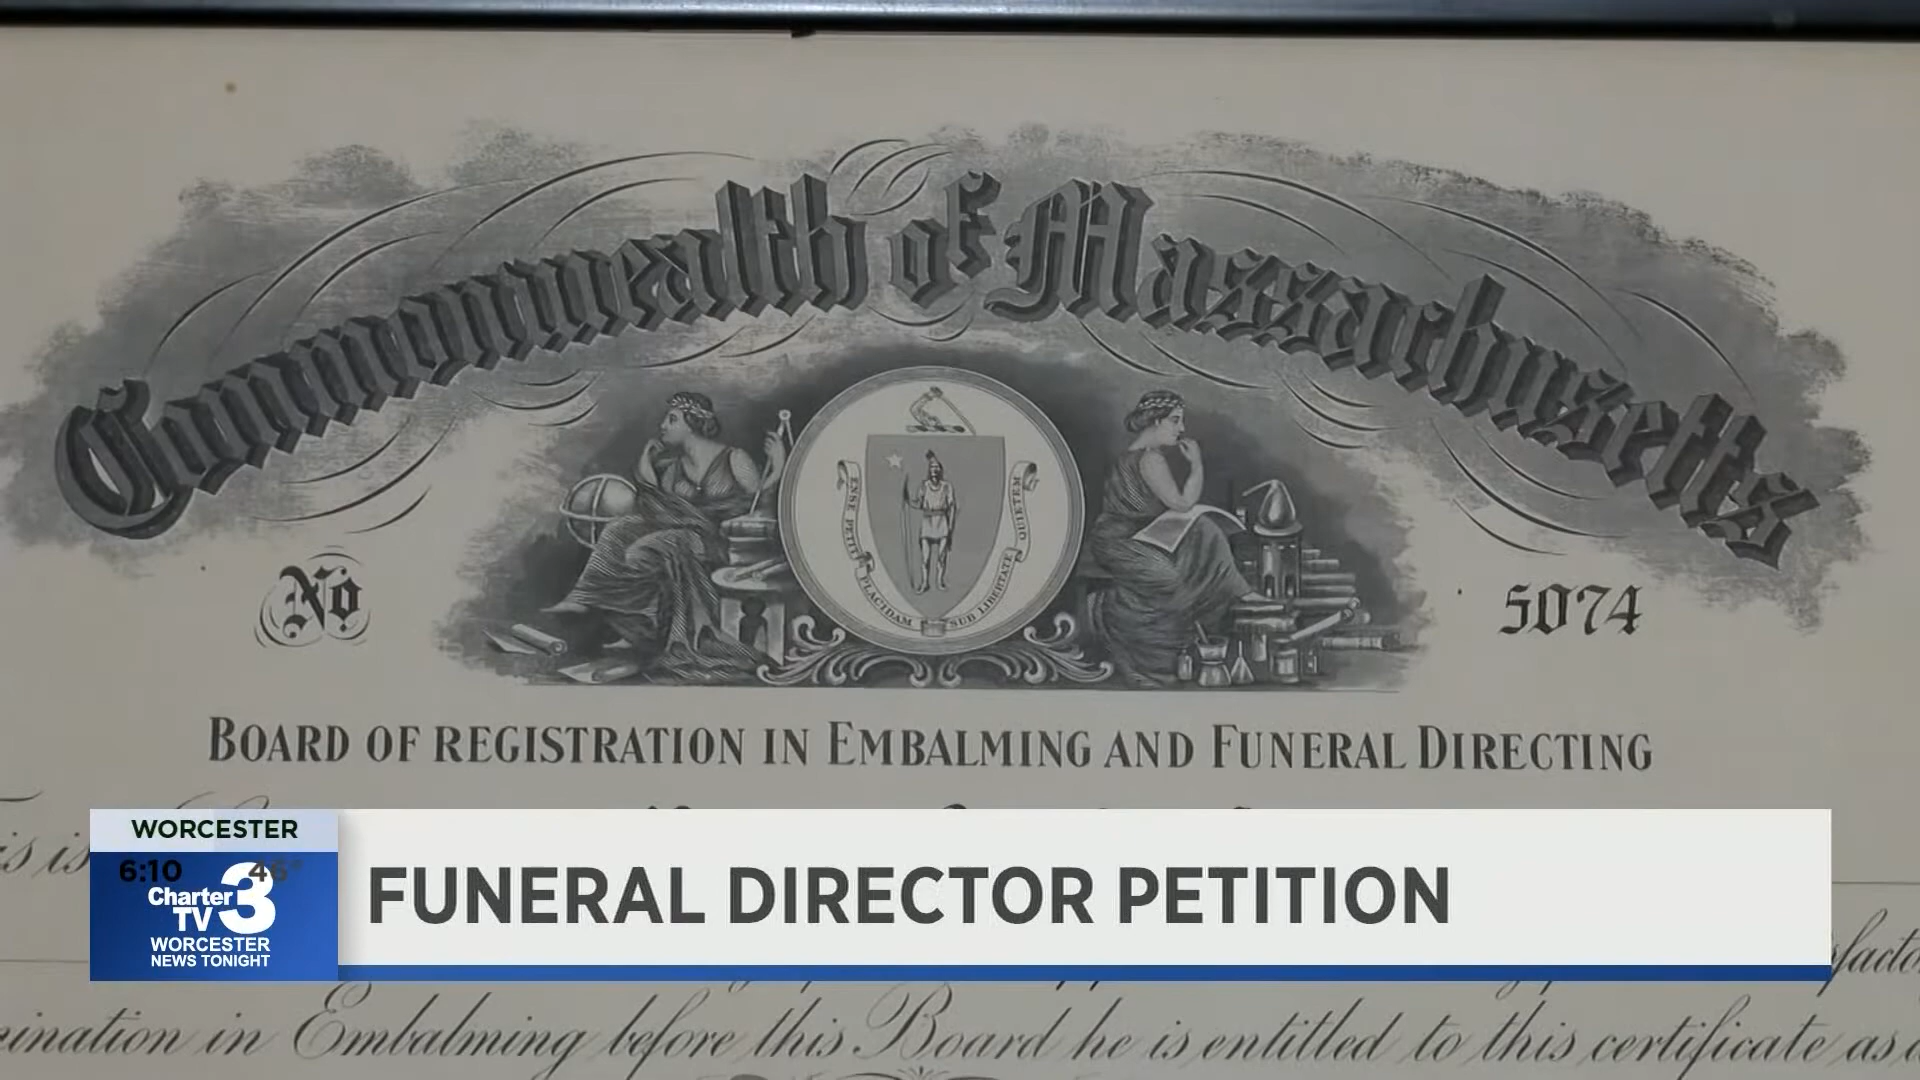 Commonwealth of Massachusetts
ENSE PETIT PLACIDAM SUB LIBERTATE QUIETEM
No 5074
BOARD OF REGISTRATION IN EMBALMING AND FUNERAL DIRECTING
WORCESTER
6:10 46°
Charter
TV 3
WORCESTER
NEWS TONIGHT
FUNERAL DIRECTOR PETITION
in Embalming before this Board he is entitled to this certificate as